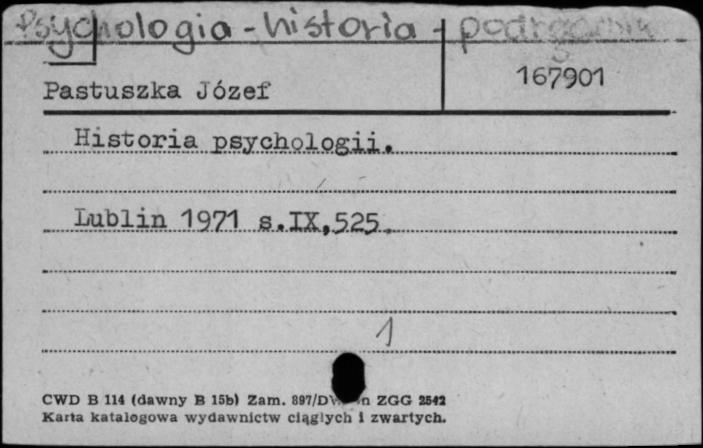 Psychologia - historia - podręczniki
Pastuszka Józef
167901
Historia psychologii.
Lublin 1971 s.IX,525.
1
CWD B 114 (dawny B 15b) Zam. 897/ ZGG 2542
Karta katalogowa wydawnictw ciągłych i zwartych.